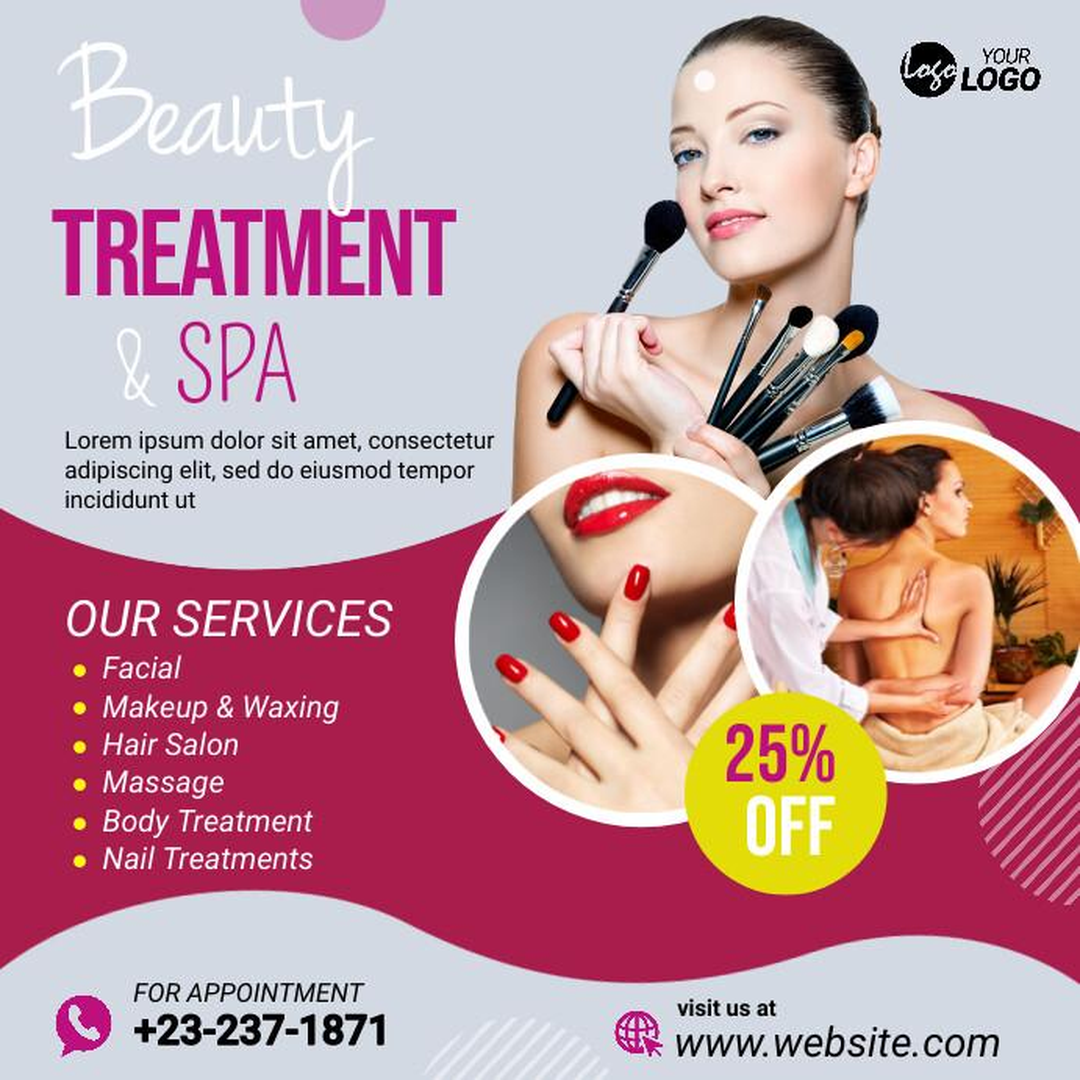 Beauty
TREATMENT
& SPA
Lorem ipsum dolor sit amet, consectetur
adipiscing elit, sed do eiusmod tempor
incididunt ut
Logo
YOUR
LOGO
OUR SERVICES
Facial
Makeup & Waxing
Hair Salon
Massage
Body Treatment
Nail Treatments
25%
OFF
FOR APPOINTMENT
+23-237-1871
visit us at
www.website.com